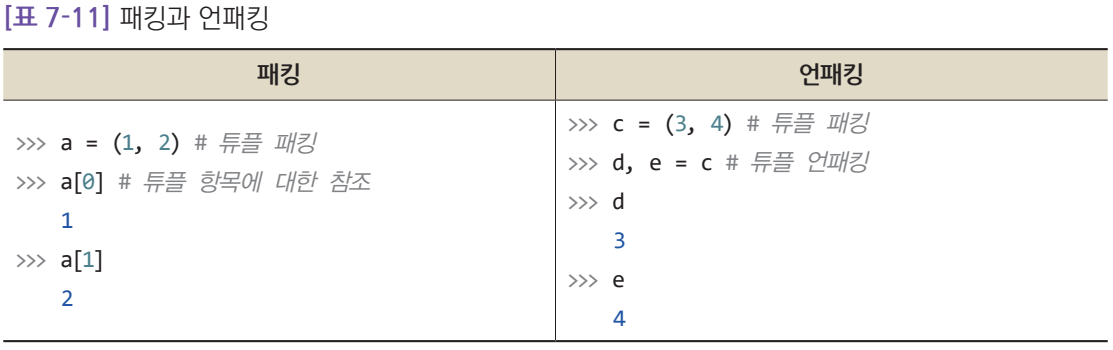 [표 7-11] 패킹과 언패킹
패킹
>>> a = (1, 2) # 튜플 패킹
>>> a[0] # 튜플 항목에 대한 참조
1
>>> a[1]
2
언패킹
>>> c = (3, 4) # 튜플 패킹
>>> d, e = c # 튜플 언패킹
>>> d
3
>>> e
4